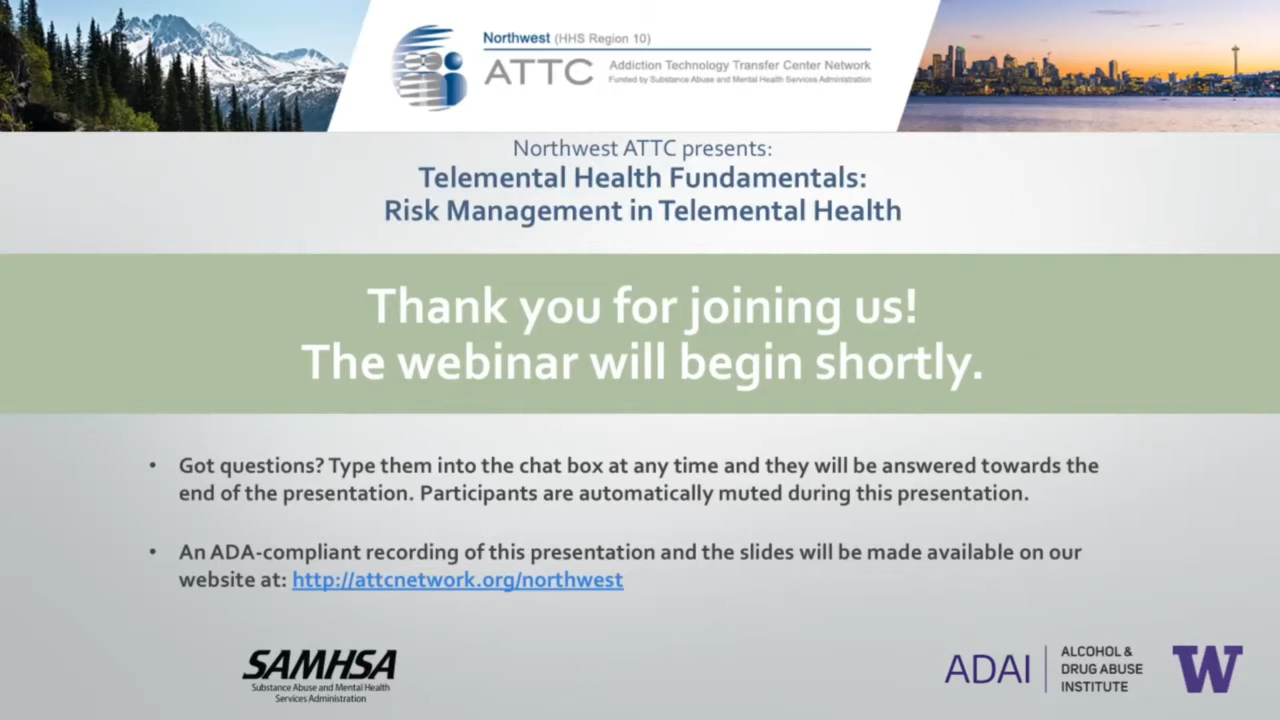 Northwest (HHS Region 10)
ATTC
Addiction Technology Transfer Center Network
Funded by Substance Abuse and Mental Health Services Administration
Northwest ATTC presents:
Telemental Health Fundamentals:
Risk Management in Telemental Health
Thank you for joining us!
The webinar will begin shortly.
• Got questions? Type them into the chat box at any time and they will be answered towards the
end of the presentation. Participants are automatically muted during this presentation.
• An ADA-compliant recording of this presentation and the slides will be made available on our
website at: http://attcnetwork.org/northwest
SAMHSA
Substance Abuse and Mental Health
Services Administration
ADAI
ALCOHOL &
DRUG ABUSE
INSTITUTE
W